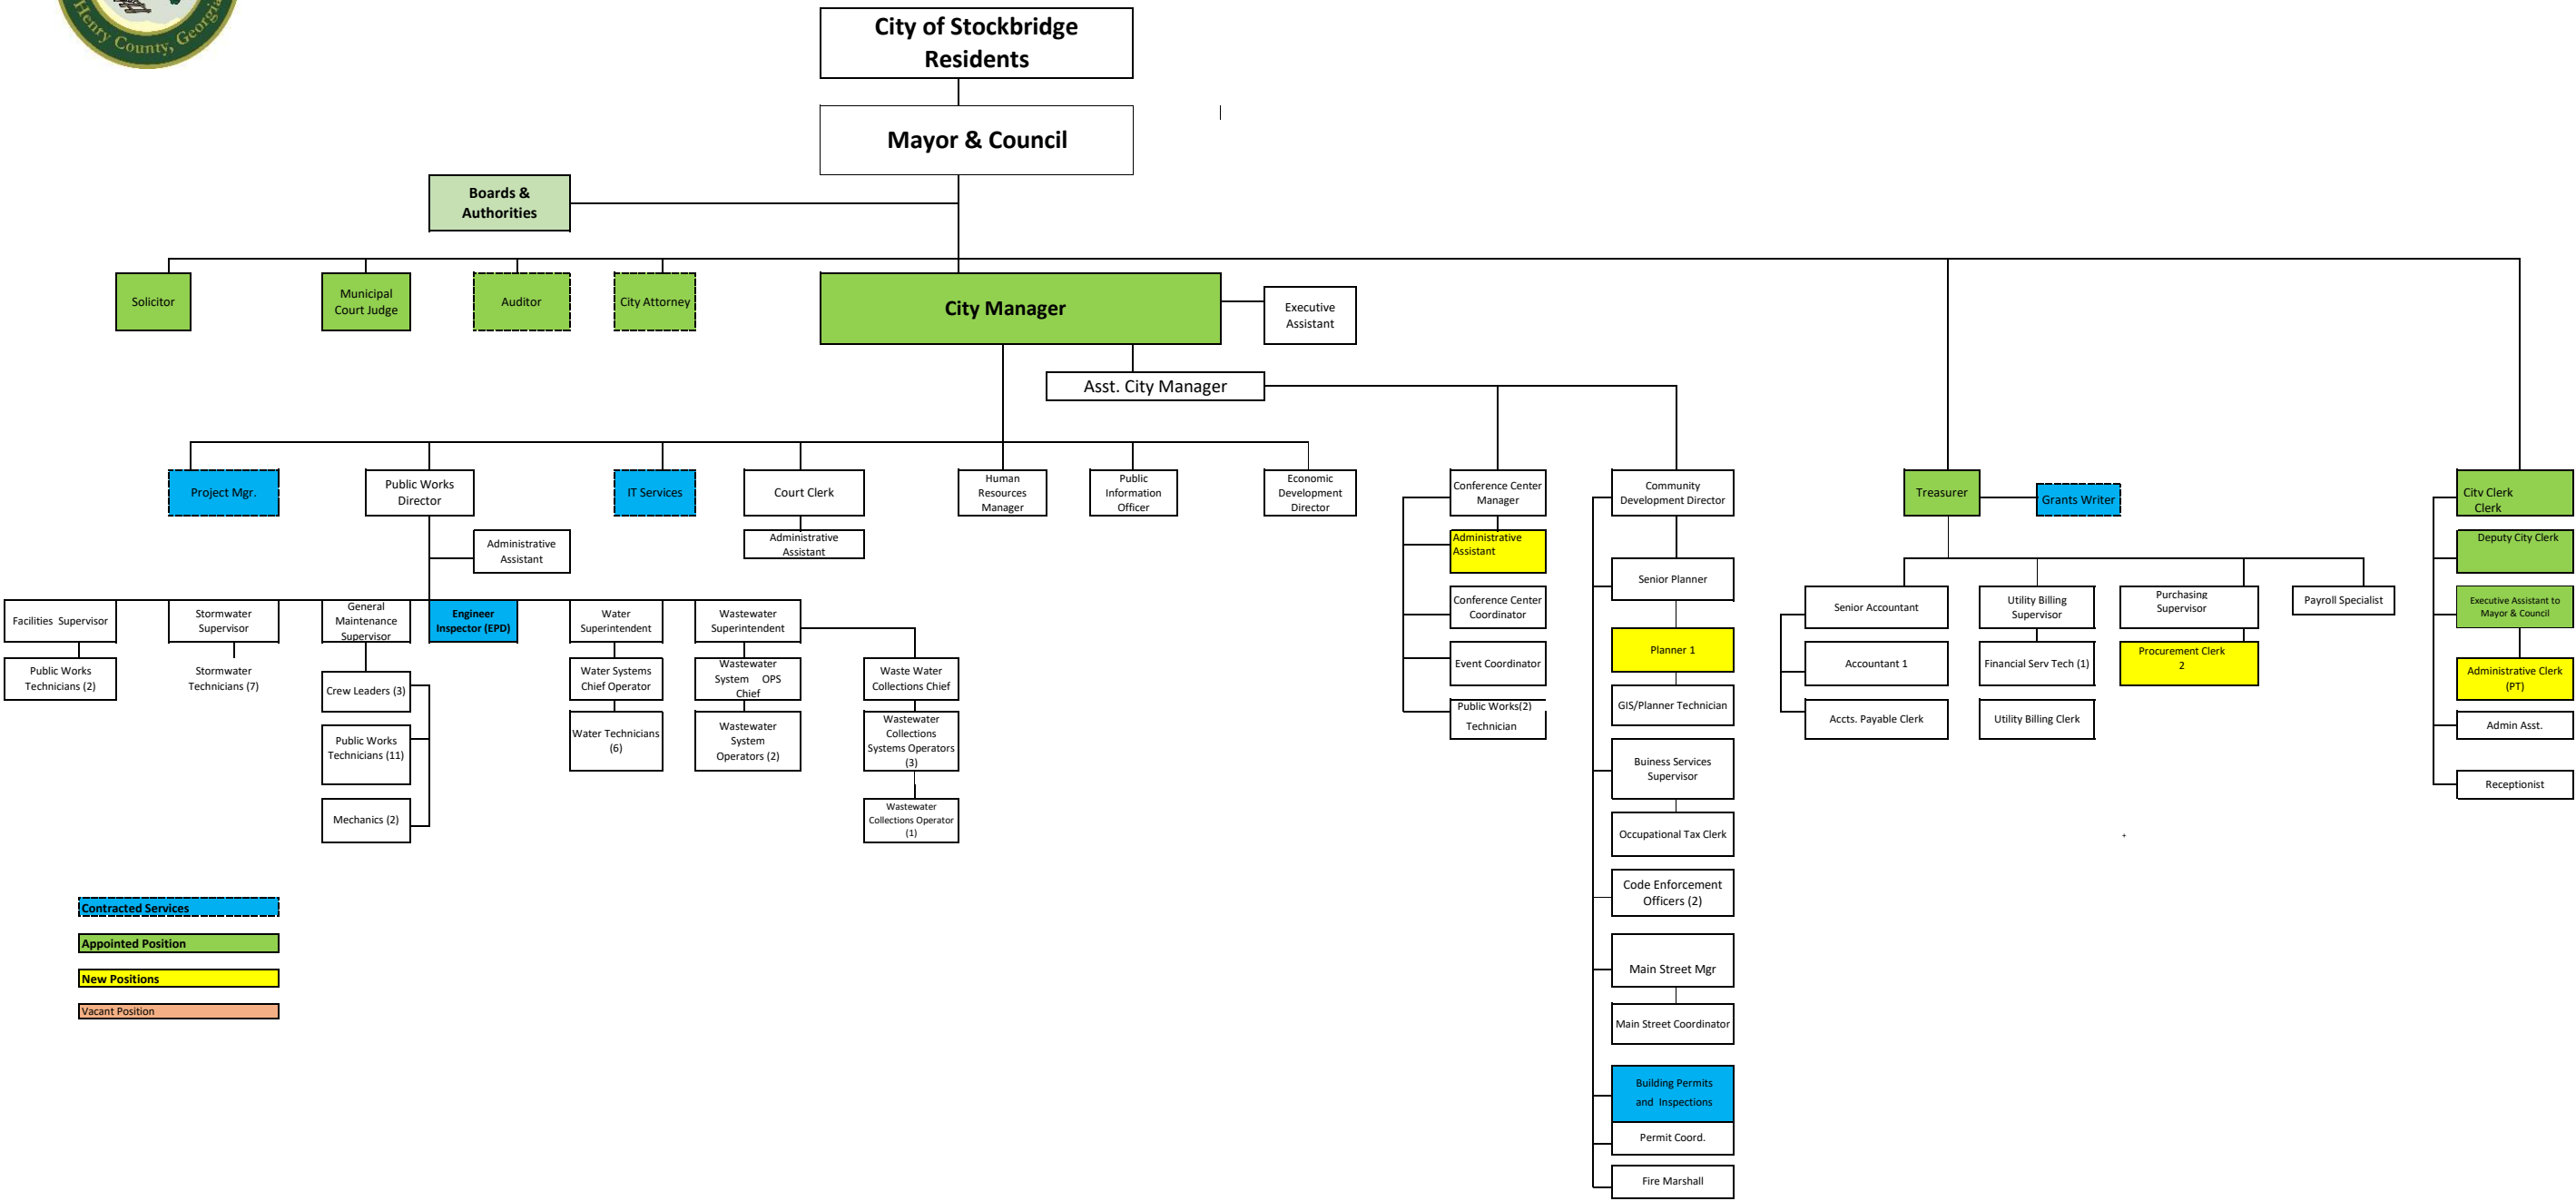 Henry County, Georgia
City of Stockbridge
Residents
Mayor & Council
Boards &
Authorities
Solicitor
Municipal
Court Judge
Auditor
City Attorney
City Manager
Executive
Assistant
Asst. City Manager
Project Mgr.
Public Works
Director
IT Services
Court Clerk
Human
Resources
Manager
Public
Information
Officer
Economic
Development
Director
Conference Center
Manager
Community
Development Director
Treasurer
Grants Writer
City Clerk
Clerk
Administrative
Assistant
Administrative
Assistant
Administrative
Assistant
Deputy City Clerk
Senior Planner
Facilities Supervisor
Stormwater
Supervisor
General
Maintenance
Supervisor
Engineer
Inspector (EPD)
Water
Superintendent
Wastewater
Superintendent
Conference Center
Coordinator
Senior Accountant
Utility Billing
Supervisor
Purchasing
Supervisor
Payroll Specialist
Executive Assistant to
Mayor & Council
Public Works
Technicians (2)
Stormwater
Technicians (7)
Crew Leaders (3)
Water Systems
Chief Operator
Wastewater
System OPS
Chief
Waste Water
Collections Chief
Event Coordinator
Planner 1
Accountant 1
Financial Serv Tech (1)
Procurement Clerk
2
Administrative Clerk
(PT)
Public Works
Technicians (11)
Water Technicians
(6)
Wastewater
System
Operators (2)
Wastewater
Collections
Systems Operators
(3)
Public Works(2)
Technician
GIS/Planner Technician
Accts. Payable Clerk
Utility Billing Clerk
Admin Asst.
Buiness Services
Supervisor
Receptionist
Mechanics (2)
Wastewater
Collections Operator
(1)
Occupational Tax Clerk
Code Enforcement
Officers (2)
Main Street Mgr
Main Street Coordinator
Building Permits
and Inspections
Permit Coord.
Fire Marshall
Contracted Services
Appointed Position
New Positions
Vacant Position